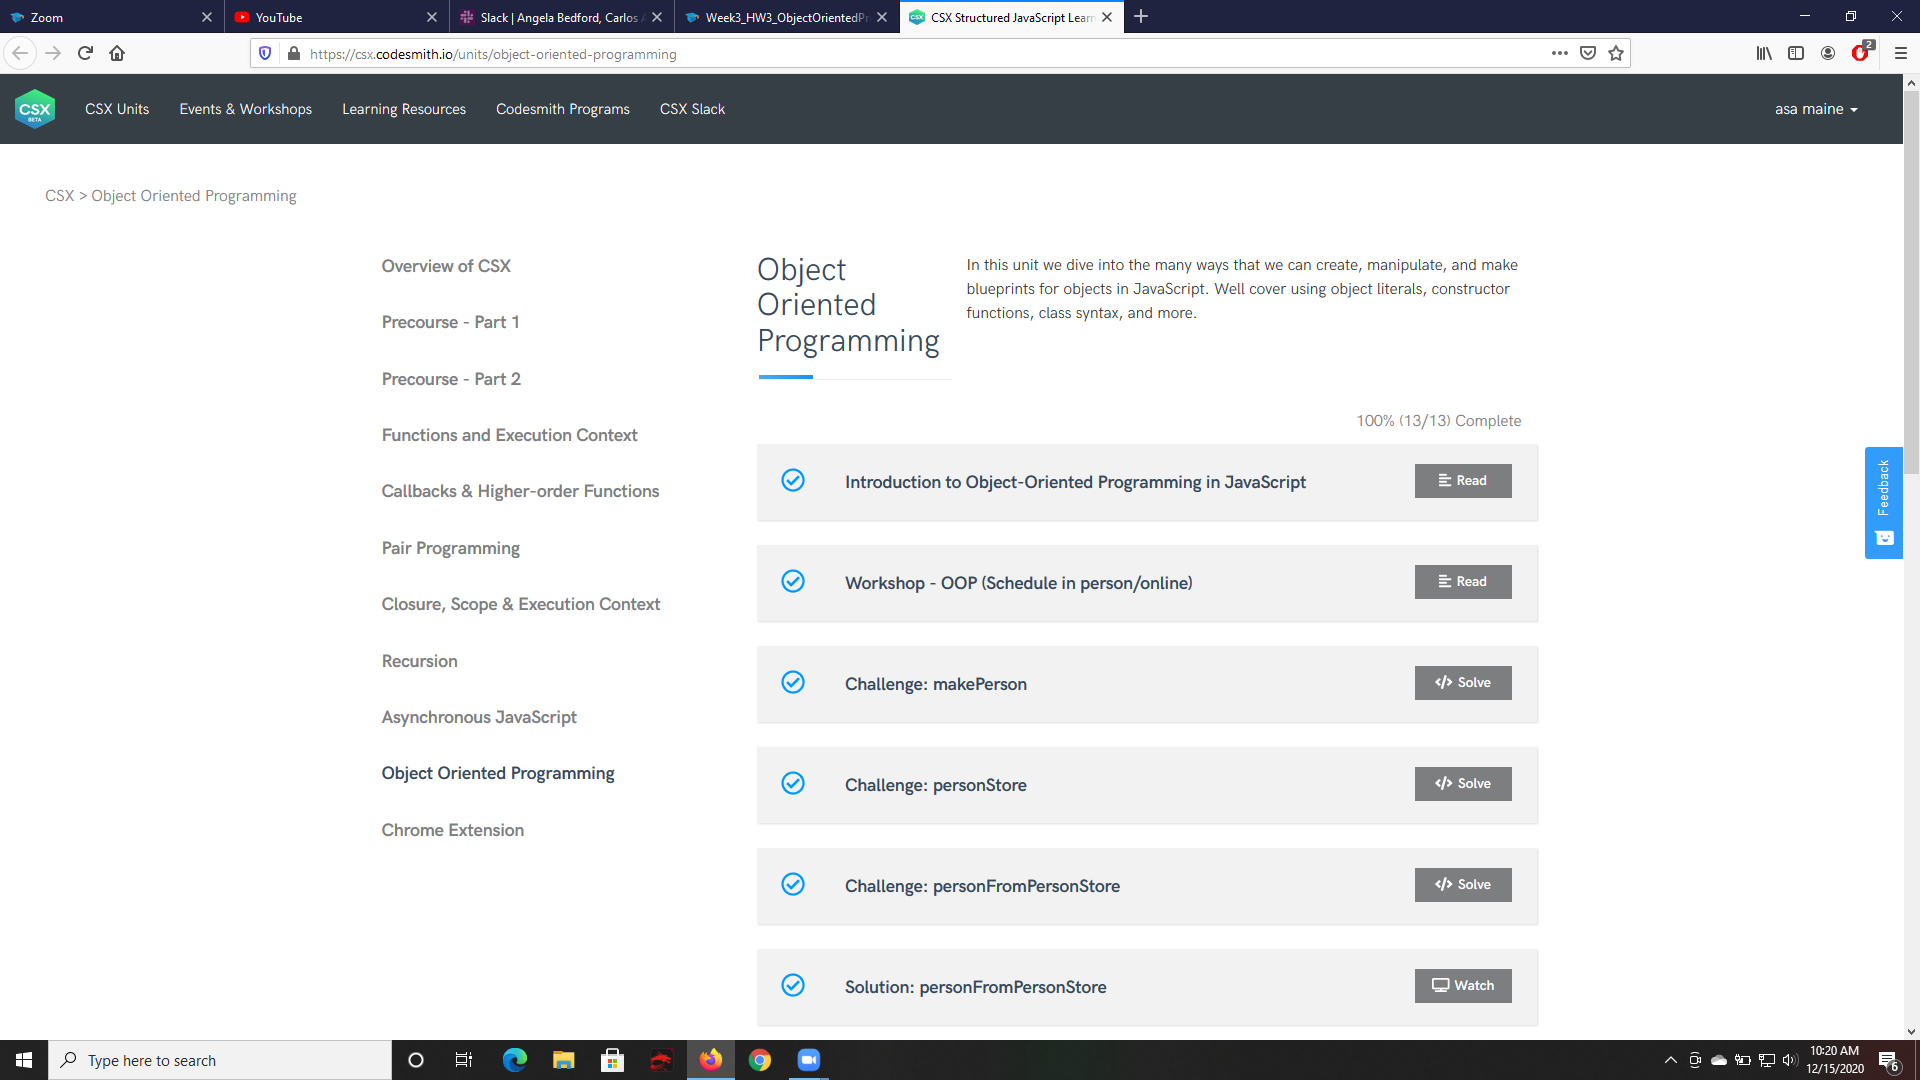 Zoom
YouTube
Slack | Angela Bedford, Carlos
Week3_HW3_ObjectOrientedP
CSX Structured JavaScript Lear
https://csx.codesmith.io/units/object-oriented-programming
2
CSX
BETA
CSX Units
Events & Workshops
Learning Resources
Codesmith Programs
CSX Slack
asa maine
CSX > Object Oriented Programming
Overview of CSX
Precourse - Part 1
Precourse - Part 2
Functions and Execution Context
Callbacks & Higher-order Functions
Pair Programming
Closure, Scope & Execution Context
Recursion
Asynchronous JavaScript
Object Oriented Programming
Chrome Extension
Object
Oriented
Programming
In this unit we dive into the many ways that we can create, manipulate, and make
blueprints for objects in JavaScript. Well cover using object literals, constructor
functions, class syntax, and more.
100% (13/13) Complete
Introduction to Object-Oriented Programming in JavaScript
Read
Workshop - OOP (Schedule in person/online)
Read
Challenge: makePerson
</> Solve
Challenge: personStore
</> Solve
Challenge: personFromPersonStore
</> Solve
Solution: personFromPersonStore
Watch
Feedback
Type here to search
10:20 AM
12/15/2020
6